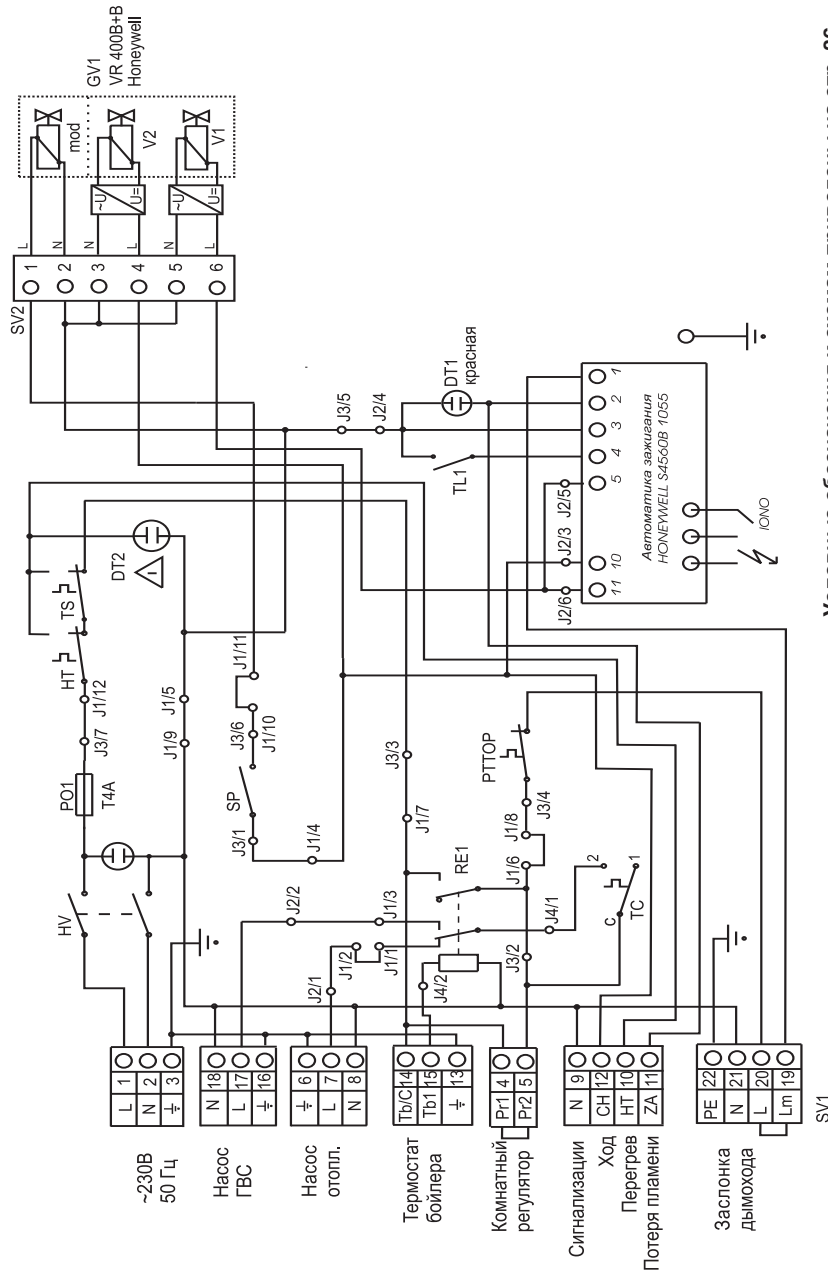 ~230В
50 Гц
L 1
N 2
⏚ 3
Насос
ГВС
N 18
L 17
⏚ 16
Насос
отопл.
⏚ 6
L 7
N 8
Термостат
бойлера
Tb/C 14
Tb1 15
⏚ 13
Комнатный
регулятор
Pr1 4
Pr2 5
Сигнализации
Ход
Перегрев
Потеря пламени
N 9
CH 12
HT 10
ZA 11
Заслонка
дымохода
PE 22
N 21
L 20
Lm 19
SV1
HV
PO1
T4A
J3/7
J1/12
HT
TS
J1/9
J1/5
DT2
J3/1
SP
J3/6
J1/10
J1/11
J1/4
J2/2
J1/3
J2/1
J1/2
J1/1
J1/7
J3/3
RE1
J4/2
J3/2
J1/6
J1/8
J3/4
PTTOP
J4/1
2
1
C
TC
SV2
1 L
2 N
3 N
4 L
5 N
6 L
~U
U=
~U
U=
mod
V2
V1
GV1
VR 400B+B
Honeywell
J3/5
J2/4
DT1
красная
TL1
J2/6
J2/3
J2/5
11 10 5 4 3 2 1
Автоматика зажигания
HONEYWELL S4560B 1055
IONO